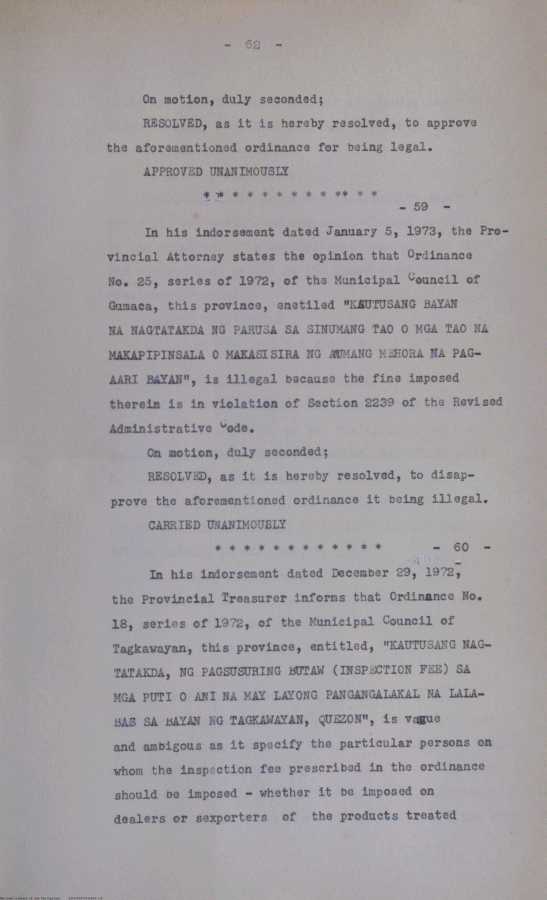 - 62 -
On motion, duly seconded;
RESOLVED, as it is hereby resolved, to approve
the aforementioned ordinance for being legal.
APPROVED UNANIMOUSLY
* * * * * * * * * ** * *
- 59 -
In his indorsement dated January 5, 1973, the Pro-
vincial Attorney states the opinion that Ordinance
No. 25, series of 1972, of the Municipal Council of
Gumaca, this province, enetiled "KAUTUSANG BAYAN
NA NAGTATAKDA NG PARUSA SA SINUMANG TAO O MGA TAO NA
MAKAPIPINSALA O MAKASISIRA NG AUMANG MEHORA NA PAG-
AARI BAYAN", is illegal because the fine imposed
therein is in violation of Section 2239 of the Revised
Administrative Code.
On motion, duly seconded;
RESOLVED, as it is hereby resolved, to disap-
prove the aforementioned ordinance it being illegal.
CARRIED UNANIMOUSLY
* * * * * * * * * * * *
- 60 -
In his indorsement dated December 29, 1972,
the Provincial Treasurer informs that Ordinance No.
18, series of 1972, of the Municipal Council of
Tagkawayan, this province, entitled, "KAUTUSANG NAG-
TATAKDA, NG PAGSUSURING BUTAW (INSPECTION FEE) SA
MGA PUTI O ANI NA MAY LAYONG PANGANGALAKAL NA LALA-
BAS SA BAYAN NG TAGKAWAYAN, QUEZON", is vague
and ambigous as it specify the particular persons on
whom the inspection fee prescribed in the ordinance
should be imposed - whether it be imposed on
dealers or sexporters of the products treated